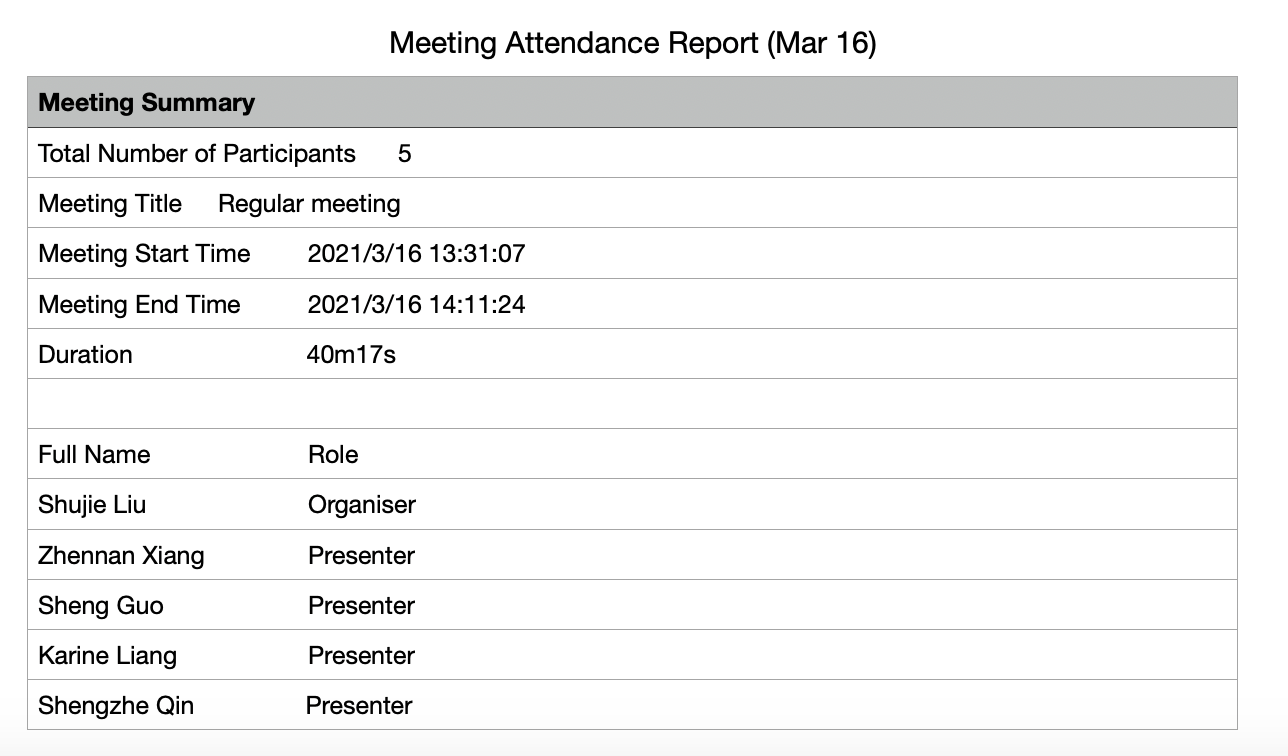 Meeting Attendance Report (Mar 16)
Meeting Summary
Total Number of Participants 5
Meeting Title Regular meeting
Meeting Start Time 2021/3/16 13:31:07
Meeting End Time 2021/3/16 14:11:24
Duration 40m17s
Full Name Role
Shujie Liu Organiser
Zhennan Xiang Presenter
Sheng Guo Presenter
Karine Liang Presenter
Shengzhe Qin Presenter